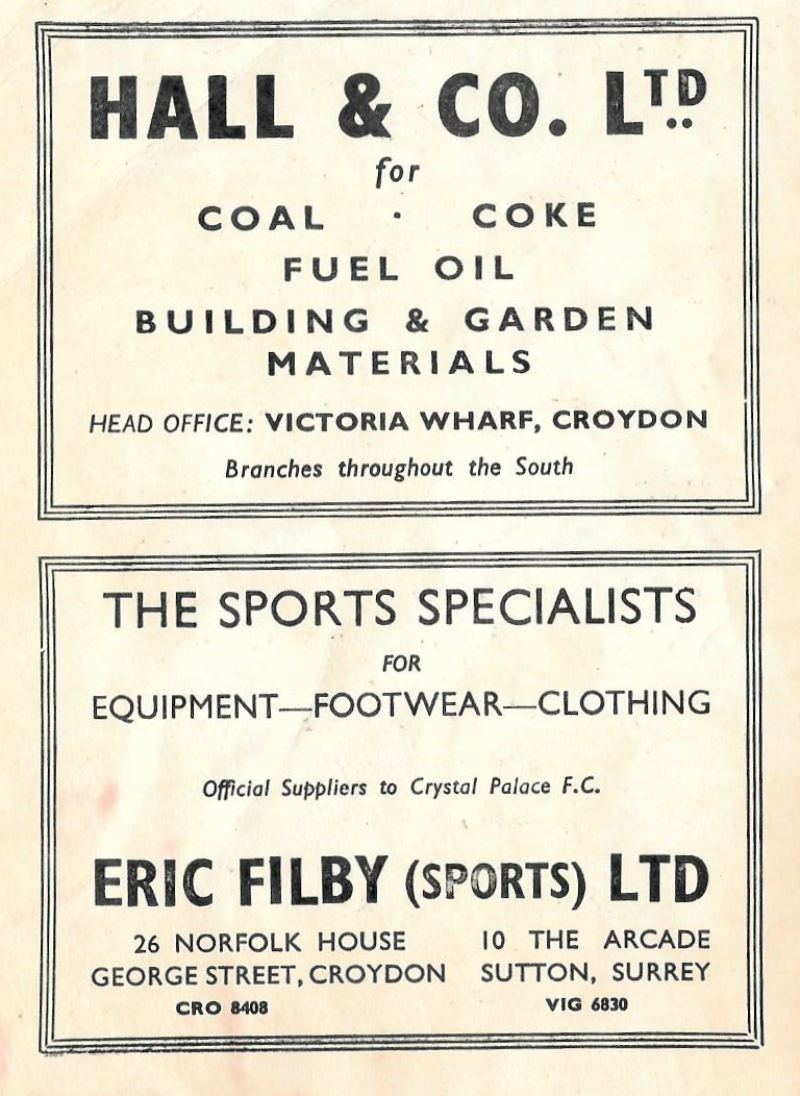 HALL & CO. LTD
for
COAL · COKE
FUEL OIL
BUILDING & GARDEN
MATERIALS
HEAD OFFICE: VICTORIA WHARF, CROYDON
Branches throughout the South
THE SPORTS SPECIALISTS
FOR
EQUIPMENT—FOOTWEAR—CLOTHING
Official Suppliers to Crystal Palace F.C.
ERIC FILBY (SPORTS) LTD
26 NORFOLK HOUSE
GEORGE STREET, CROYDON
CRO 8408
10 THE ARCADE
SUTTON, SURREY
VIG 6830